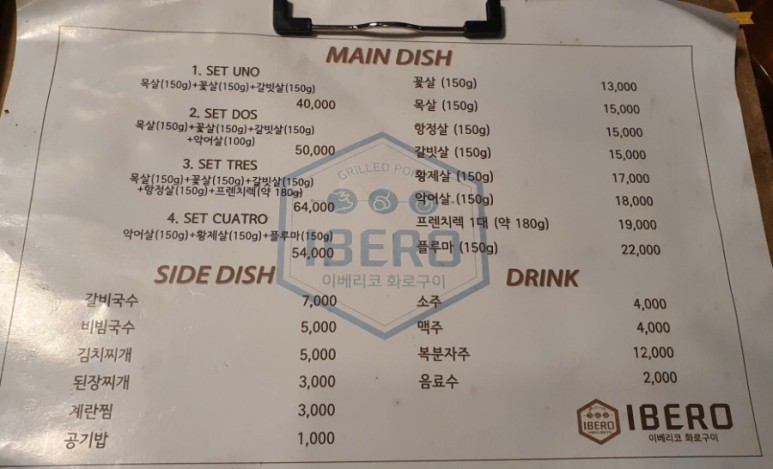 MAIN DISH
1. SET UNO
목살(150g)+꽃살(150g)+갈빗살(150g)
40,000
2. SET DOS
목살(150g)+꽃살(150g)+갈빗살(150g)
+악어살(100g)
50,000
3. SET TRES
목살(150g)+꽃살(150g)+갈빗살(150g)
+항정살(150g)+프렌치렉(약 180g)
64,000
4. SET CUATRO
악어살(150g)+황제살(150g)+플루마(150g)
54,000
꽃살 (150g) 13,000
목살 (150g) 15,000
항정살 (150g) 15,000
갈빗살 (150g) 15,000
황제살 (150g) 17,000
악어살 (150g) 18,000
프렌치렉 1대 (약 180g) 19,000
플루마 (150g) 22,000
GRILLED
IBERO
이베리코 화로구이
SIDE DISH
갈비국수 7,000
비빔국수 5,000
김치찌개 5,000
된장찌개 3,000
계란찜 3,000
공기밥 1,000
DRINK
소주 4,000
맥주 4,000
복분자주 12,000
음료수 2,000
IBERO
IBERO
이베리코 화로구이